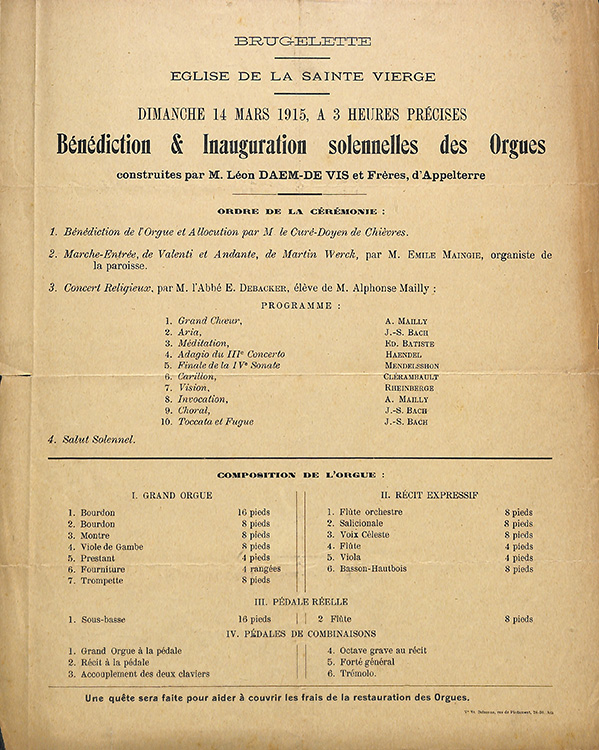 BRUGELETTE
EGLISE DE LA SAINTE VIERGE
DIMANCHE 14 MARS 1915, A 3 HEURES PRÉCISES
Bénédiction & Inauguration solennelles des Orgues
construites par M. Léon DAEM-DE VIS et Frères, d'Appelterre
ORDRE DE LA CÉRÉMONIE :
1. Bénédiction de l'Orgue et Allocution par M. le Curé-Doyen de Chièvres.
2. Marche-Entrée, de Valenti et Andante, de Martin Werck, par M. EMILE MAINGIE, organiste de
la paroisse.
3. Concert Religieux, par M. l'Abbé E. DEBACKER, élève de M. Alphonse Mailly :
PROGRAMME :
1. Grand Chœur, A. MAILLY
2. Aria, J.-S. BACH
3. Méditation, ED. BATISTE
4. Adagio du IIIe Concerto HAENDEL
5. Finale de la IVe Sonate MENDELSSHON
6. Carillon, CLÉRAMBAULT
7. Vision, RHEINBERGE
8. Invocation, A. MAILLY
9. Choral, J.-S. BACH
10. Toccata et Fugue J.-S. BACH
4. Salut Solennel.
COMPOSITION DE L'ORGUE :
I. GRAND ORGUE
1. Bourdon 16 pieds
2. Bourdon 8 pieds
3. Montre 8 pieds
4. Viole de Gambe 8 pieds
5. Prestant 4 pieds
6. Fourniture 4 rangées
7. Trompette 8 pieds
II. RÉCIT EXPRESSIF
1. Flûte orchestre 8 pieds
2. Salicionale 8 pieds
3. Voix Céleste 8 pieds
4. Flûte 4 pieds
5. Viola 4 pieds
6. Basson-Hautbois 8 pieds
III. PÉDALE RÉELLE
1. Sous-basse 16 pieds
2 Flûte 8 pieds
IV. PÉDALES DE COMBINAISONS
1. Grand Orgue à la pédale
2. Récit à la pédale
3. Accouplement des deux claviers
4. Octave grave au récit
5. Forté général
6. Trémolo.
Une quête sera faite pour aider à couvrir les frais de la restauration des Orgues.